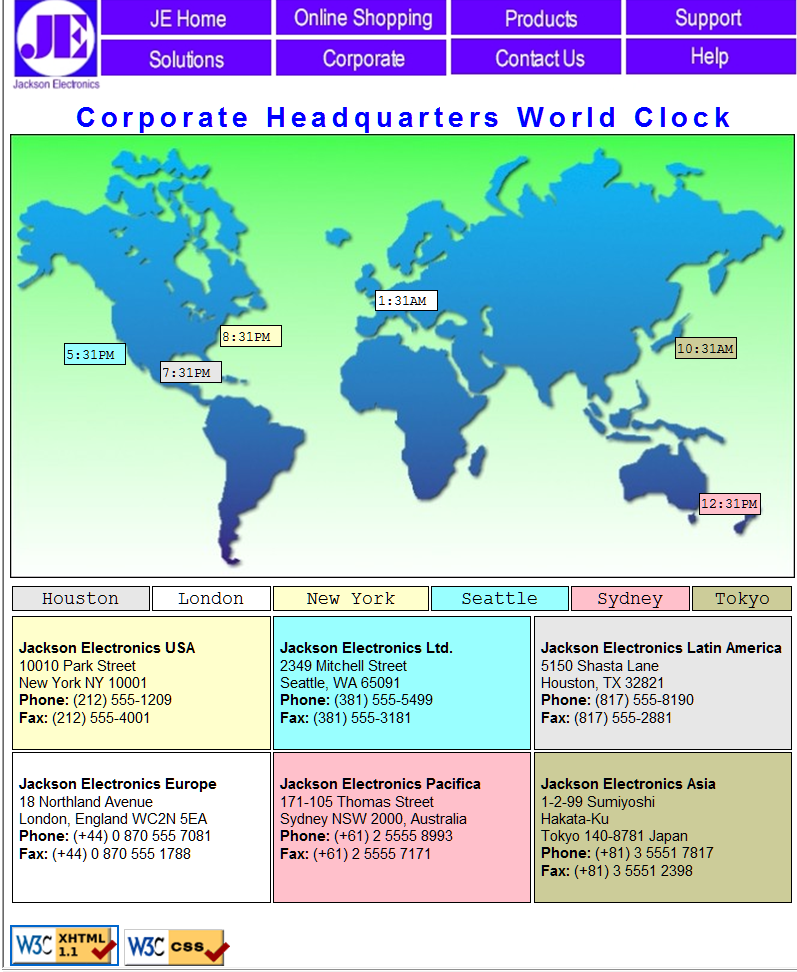 JE
Jackson Electronics
JE Home
Online Shopping
Products
Support
Solutions
Corporate
Contact Us
Help
Corporate Headquarters World Clock
1:31AM
8:31PM
5:31PM
10:31AM
7:31PM
12:31PM
Houston
London
New York
Seattle
Sydney
Tokyo
Jackson Electronics USA
10010 Park Street
New York NY 10001
Phone: (212) 555-1209
Fax: (212) 555-4001
Jackson Electronics Ltd.
2349 Mitchell Street
Seattle, WA 65091
Phone: (381) 555-5499
Fax: (381) 555-3181
Jackson Electronics Latin America
5150 Shasta Lane
Houston, TX 32821
Phone: (817) 555-8190
Fax: (817) 555-2881
Jackson Electronics Europe
18 Northland Avenue
London, England WC2N 5EA
Phone: (+44) 0 870 555 7081
Fax: (+44) 0 870 555 1788
Jackson Electronics Pacifica
171-105 Thomas Street
Sydney NSW 2000, Australia
Phone: (+61) 2 5555 8993
Fax: (+61) 2 5555 7171
Jackson Electronics Asia
1-2-99 Sumiyoshi
Hakata-Ku
Tokyo 140-8781 Japan
Phone: (+81) 3 5551 7817
Fax: (+81) 3 5551 2398
W3C XHTML 1.1
W3C CSS